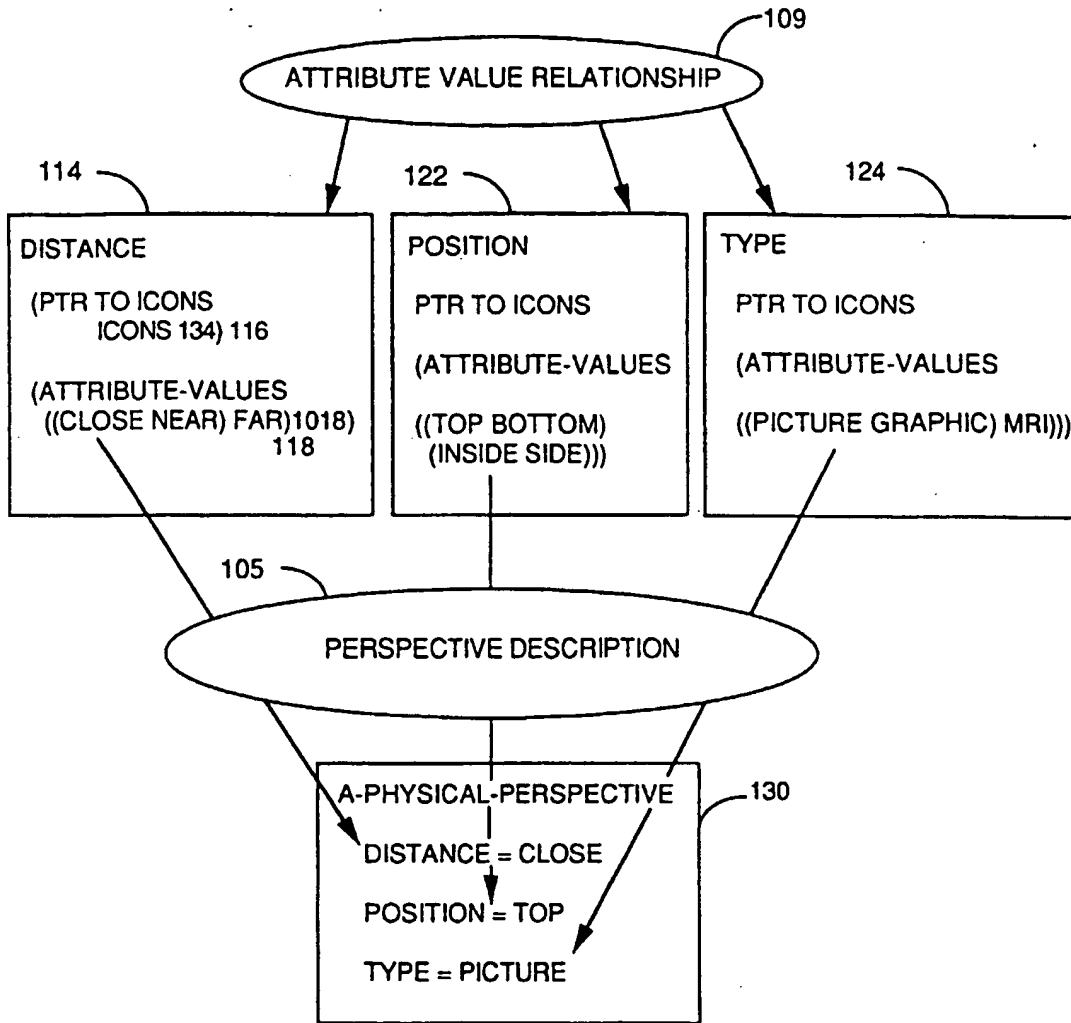 109
ATTRIBUTE VALUE RELATIONSHIP
114
122
124
DISTANCE
(PTR TO ICONS
ICONS 134) 116
(ATTRIBUTE-VALUES
((CLOSE NEAR) FAR)1018)
118
POSITION
PTR TO ICONS
(ATTRIBUTE-VALUES
((TOP BOTTOM)
(INSIDE SIDE)))
TYPE
PTR TO ICONS
(ATTRIBUTE-VALUES
((PICTURE GRAPHIC) MRI)))
105
PERSPECTIVE DESCRIPTION
A-PHYSICAL-PERSPECTIVE
130
DISTANCE = CLOSE
POSITION = TOP
TYPE = PICTURE